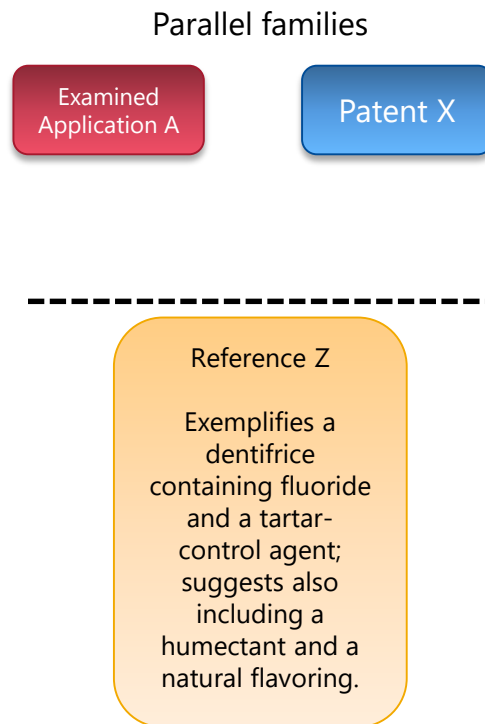 Parallel families
Examined
Application A
Patent X
Reference Z
Exemplifies a
dentifrice
containing fluoride
and a tartar-
control agent;
suggests also
including a
humectant and a
natural flavoring.